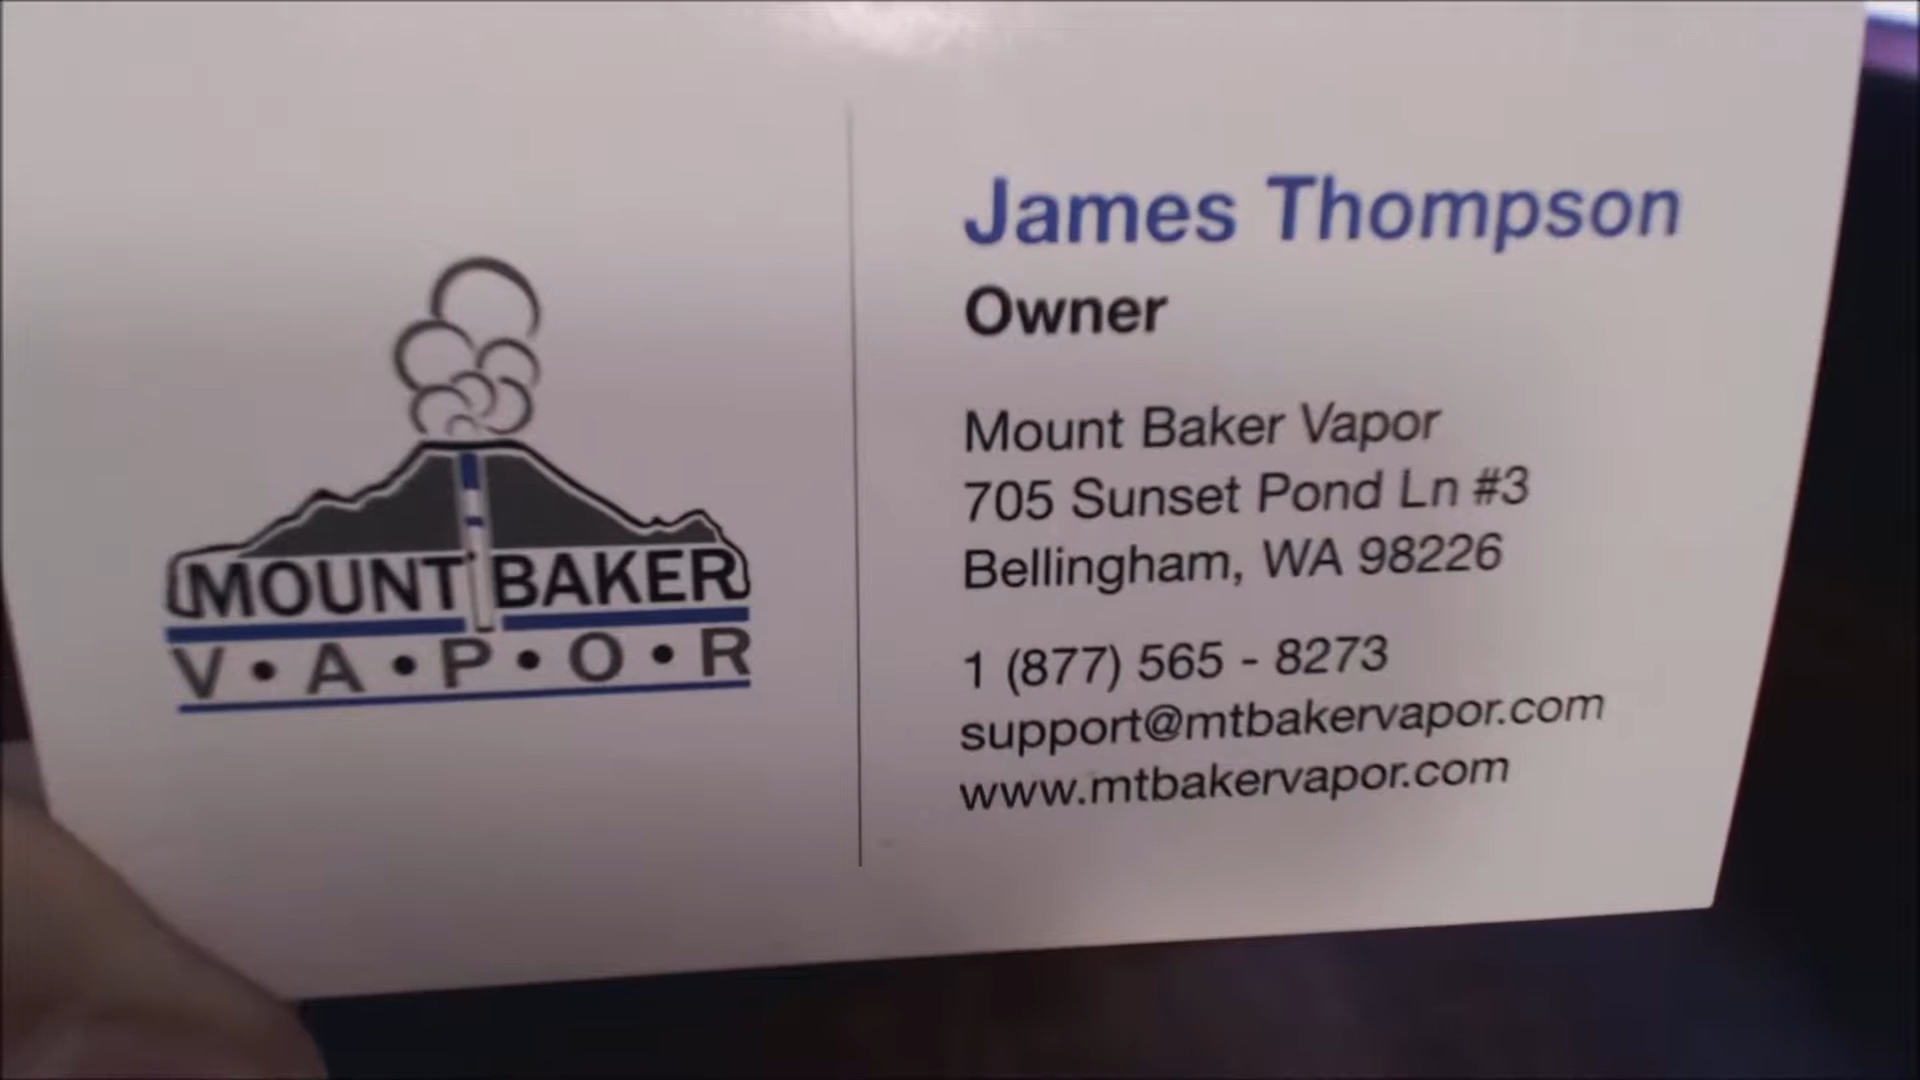 MOUNT BAKER
V•A•P•O•R
James Thompson
Owner
Mount Baker Vapor
705 Sunset Pond Ln #3
Bellingham, WA 98226
1 (877) 565 - 8273
support@mtbakervapor.com
www.mtbakervapor.com